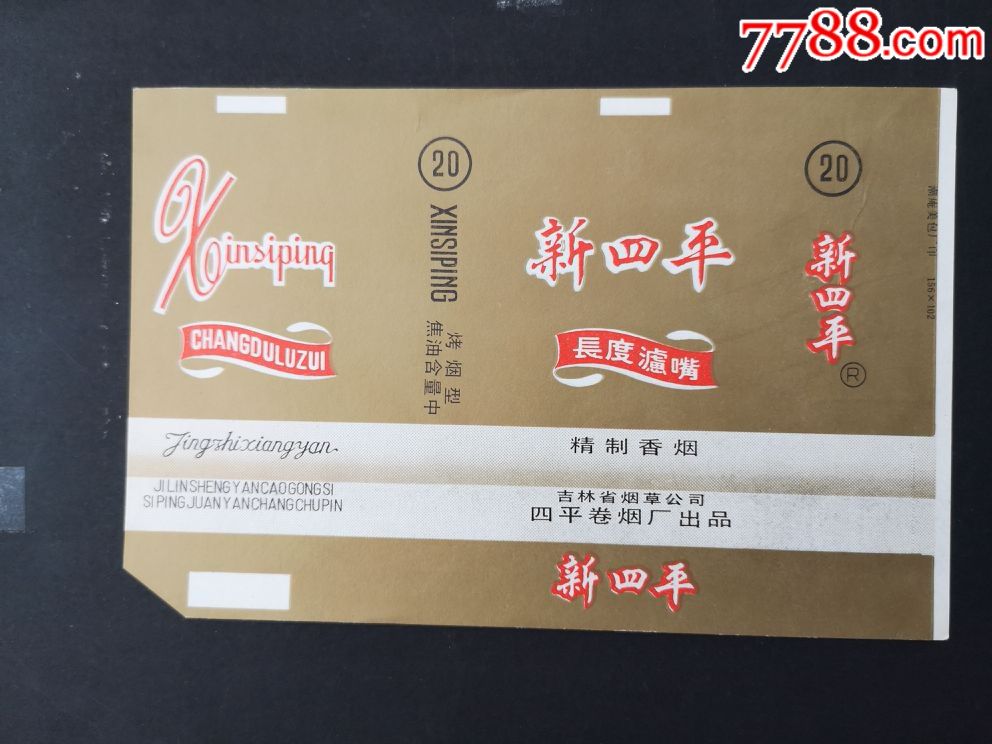 7788.com
Xinsiping
CHANGDULUZUI
Jingzhixiangyan
JILINSHENGYANCAOGONGSI
SIPINGJUANYANCHANGCHUPIN
20
XINSIPING
烤烟型
焦油含量中
新四平
長度濾嘴
精制香烟
吉林省烟草公司
四平卷烟厂出品
新四平
20
新四平
R
156×102